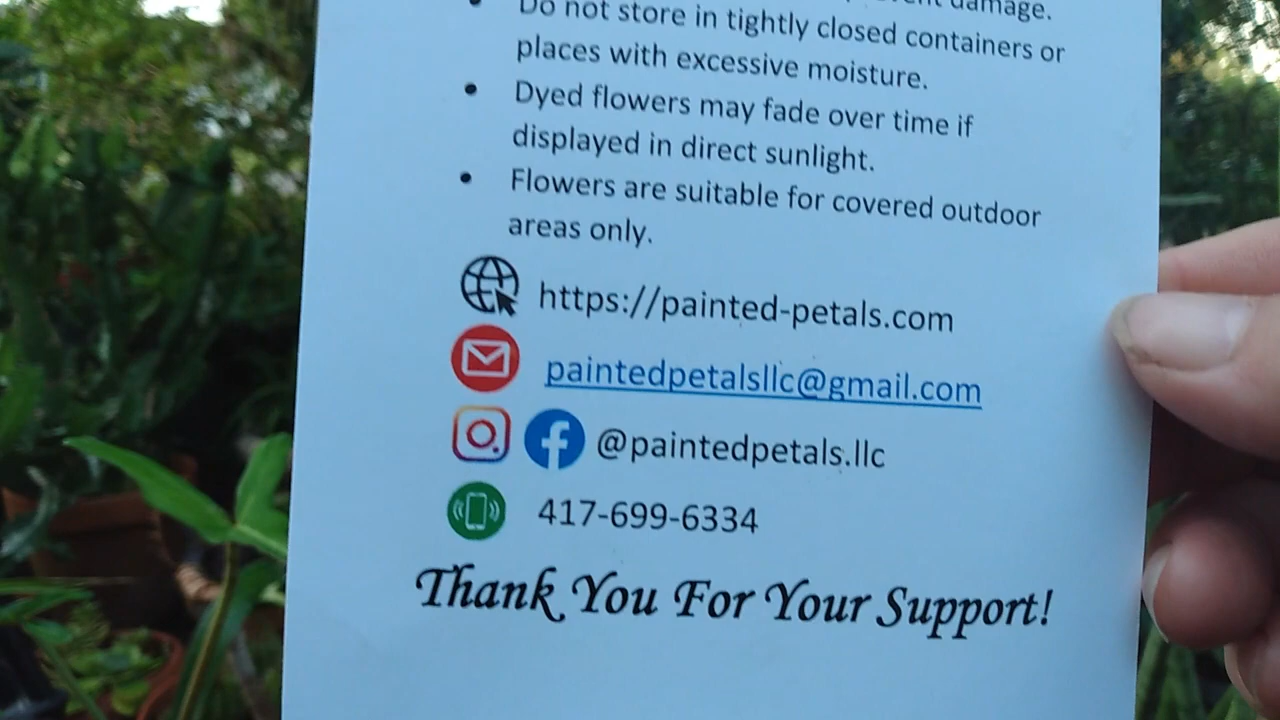 damage.
• Do not store in tightly closed containers or
places with excessive moisture.
• Dyed flowers may fade over time if
displayed in direct sunlight.
• Flowers are suitable for covered outdoor
areas only.
https://painted-petals.com
paintedpetalsllc@gmail.com
@paintedpetals.llc
417-699-6334
Thank You For Your Support!